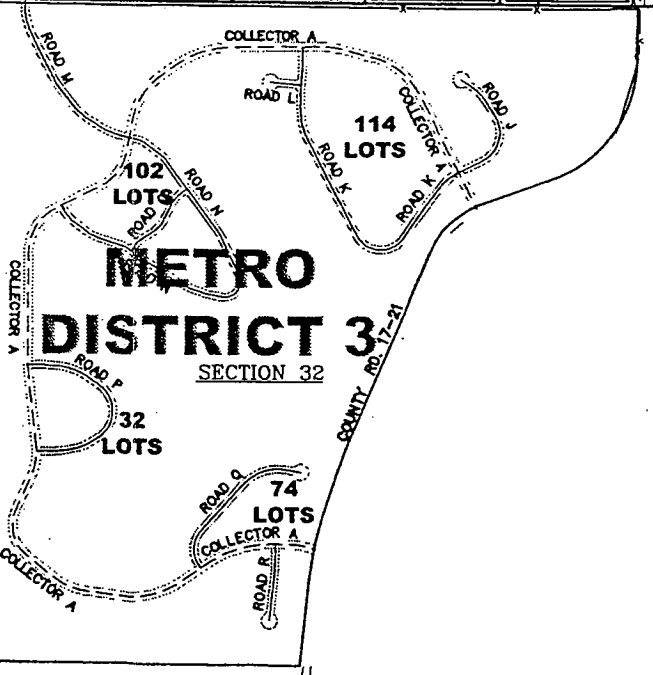 COLLECTOR A
ROAD M
ROAD L
ROAD J
COLLECTOR A
114
LOTS
ROAD K
102
LOTS
ROAD N
ROAD K
ROAD
METRO
COLLECTOR A
DISTRICT 3
COUNTY RD. 17-21
SECTION 32
ROAD P
32
LOTS
ROAD Q
74
LOTS
COLLECTOR A
COLLECTOR A
ROAD R